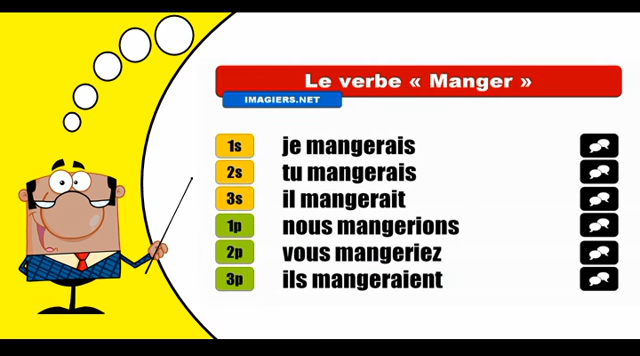 Le verbe « Manger »
IMAGIERS.NET
1s je mangerais
2s tu mangerais
3s il mangerait
1p nous mangerions
2p vous mangeriez
3p ils mangeraient